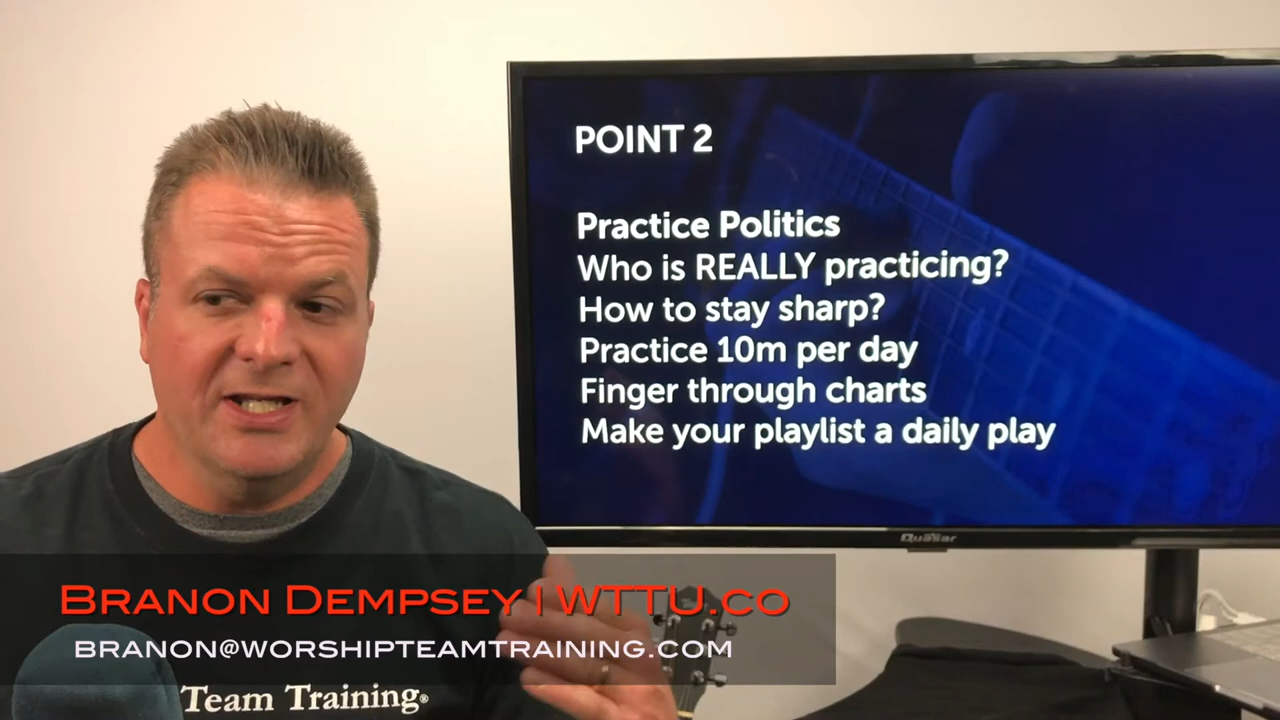 POINT 2
Practice Politics
Who is REALLY practicing?
How to stay sharp?
Practice 10m per day
Finger through charts
Make your playlist a daily play
Quasar
BRANON DEMPSEY | WTTU.CO
BRANON@WORSHIPTEAMTRAINING.COM
Team Training®